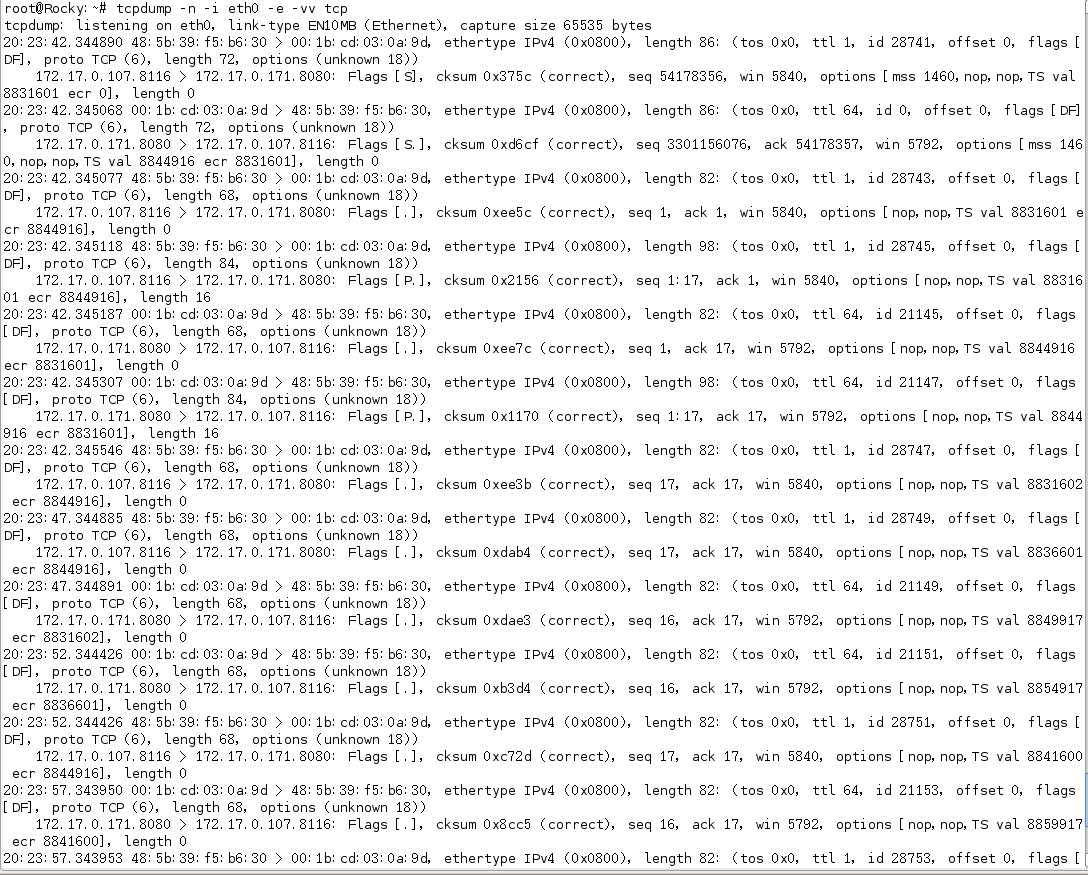 root@Rocky:~# tcpdump -n -i eth0 -e -vv tcp
tcpdump: listening on eth0, link-type EN10MB (Ethernet), capture size 65535 bytes
20:23:42.344890 48:5b:39:f5:b6:30 > 00:1b:cd:03:0a:9d, ethertype IPv4 (0x0800), length 86: (tos 0x0, ttl 1, id 28741, offset 0, flags [
DF], proto TCP (6), length 72, options (unknown 18))
    172.17.0.107.8116 > 172.17.0.171.8080: Flags [S], cksum 0x375c (correct), seq 54178356, win 5840, options [mss 1460,nop,nop,TS val
8831601 ecr 0], length 0
20:23:42.345068 00:1b:cd:03:0a:9d > 48:5b:39:f5:b6:30, ethertype IPv4 (0x0800), length 86: (tos 0x0, ttl 64, id 0, offset 0, flags [DF]
, proto TCP (6), length 72, options (unknown 18))
    172.17.0.171.8080 > 172.17.0.107.8116: Flags [S.], cksum 0xd6cf (correct), seq 3301156076, ack 54178357, win 5792, options [mss 146
0,nop,nop,TS val 8844916 ecr 8831601], length 0
20:23:42.345077 48:5b:39:f5:b6:30 > 00:1b:cd:03:0a:9d, ethertype IPv4 (0x0800), length 82: (tos 0x0, ttl 1, id 28743, offset 0, flags [
DF], proto TCP (6), length 68, options (unknown 18))
    172.17.0.107.8116 > 172.17.0.171.8080: Flags [.], cksum 0xee5c (correct), seq 1, ack 1, win 5840, options [nop,nop,TS val 8831601 e
cr 8844916], length 0
20:23:42.345118 48:5b:39:f5:b6:30 > 00:1b:cd:03:0a:9d, ethertype IPv4 (0x0800), length 98: (tos 0x0, ttl 1, id 28745, offset 0, flags [
DF], proto TCP (6), length 84, options (unknown 18))
    172.17.0.107.8116 > 172.17.0.171.8080: Flags [P.], cksum 0x2156 (correct), seq 1:17, ack 1, win 5840, options [nop,nop,TS val 88316
01 ecr 8844916], length 16
20:23:42.345187 00:1b:cd:03:0a:9d > 48:5b:39:f5:b6:30, ethertype IPv4 (0x0800), length 82: (tos 0x0, ttl 64, id 21145, offset 0, flags
[DF], proto TCP (6), length 68, options (unknown 18))
    172.17.0.171.8080 > 172.17.0.107.8116: Flags [.], cksum 0xee7c (correct), seq 1, ack 17, win 5792, options [nop,nop,TS val 8844916
ecr 8831601], length 0
20:23:42.345307 00:1b:cd:03:0a:9d > 48:5b:39:f5:b6:30, ethertype IPv4 (0x0800), length 98: (tos 0x0, ttl 64, id 21147, offset 0, flags
[DF], proto TCP (6), length 84, options (unknown 18))
    172.17.0.171.8080 > 172.17.0.107.8116: Flags [P.], cksum 0x1170 (correct), seq 1:17, ack 17, win 5792, options [nop,nop,TS val 8844
916 ecr 8831601], length 16
20:23:42.345546 48:5b:39:f5:b6:30 > 00:1b:cd:03:0a:9d, ethertype IPv4 (0x0800), length 82: (tos 0x0, ttl 1, id 28747, offset 0, flags [
DF], proto TCP (6), length 68, options (unknown 18))
    172.17.0.107.8116 > 172.17.0.171.8080: Flags [.], cksum 0xee3b (correct), seq 17, ack 17, win 5840, options [nop,nop,TS val 8831602
 ecr 8844916], length 0
20:23:47.344885 48:5b:39:f5:b6:30 > 00:1b:cd:03:0a:9d, ethertype IPv4 (0x0800), length 82: (tos 0x0, ttl 1, id 28749, offset 0, flags [
DF], proto TCP (6), length 68, options (unknown 18))
    172.17.0.107.8116 > 172.17.0.171.8080: Flags [.], cksum 0xdab4 (correct), seq 17, ack 17, win 5840, options [nop,nop,TS val 8836601
 ecr 8844916], length 0
20:23:47.344891 00:1b:cd:03:0a:9d > 48:5b:39:f5:b6:30, ethertype IPv4 (0x0800), length 82: (tos 0x0, ttl 64, id 21149, offset 0, flags
[DF], proto TCP (6), length 68, options (unknown 18))
    172.17.0.171.8080 > 172.17.0.107.8116: Flags [.], cksum 0xdae3 (correct), seq 16, ack 17, win 5792, options [nop,nop,TS val 8849917
 ecr 8831602], length 0
20:23:52.344426 00:1b:cd:03:0a:9d > 48:5b:39:f5:b6:30, ethertype IPv4 (0x0800), length 82: (tos 0x0, ttl 64, id 21151, offset 0, flags
[DF], proto TCP (6), length 68, options (unknown 18))
    172.17.0.171.8080 > 172.17.0.107.8116: Flags [.], cksum 0xb3d4 (correct), seq 16, ack 17, win 5792, options [nop,nop,TS val 8854917
 ecr 8836601], length 0
20:23:52.344426 48:5b:39:f5:b6:30 > 00:1b:cd:03:0a:9d, ethertype IPv4 (0x0800), length 82: (tos 0x0, ttl 1, id 28751, offset 0, flags [
DF], proto TCP (6), length 68, options (unknown 18))
    172.17.0.107.8116 > 172.17.0.171.8080: Flags [.], cksum 0xc72d (correct), seq 17, ack 17, win 5840, options [nop,nop,TS val 8841600
 ecr 8844916], length 0
20:23:57.343950 00:1b:cd:03:0a:9d > 48:5b:39:f5:b6:30, ethertype IPv4 (0x0800), length 82: (tos 0x0, ttl 64, id 21153, offset 0, flags
[DF], proto TCP (6), length 68, options (unknown 18))
    172.17.0.171.8080 > 172.17.0.107.8116: Flags [.], cksum 0x8cc5 (correct), seq 16, ack 17, win 5792, options [nop,nop,TS val 8859917
 ecr 8841600], length 0
20:23:57.343953 48:5b:39:f5:b6:30 > 00:1b:cd:03:0a:9d, ethertype IPv4 (0x0800), length 82: (tos 0x0, ttl 1, id 28753, offset 0, flags [